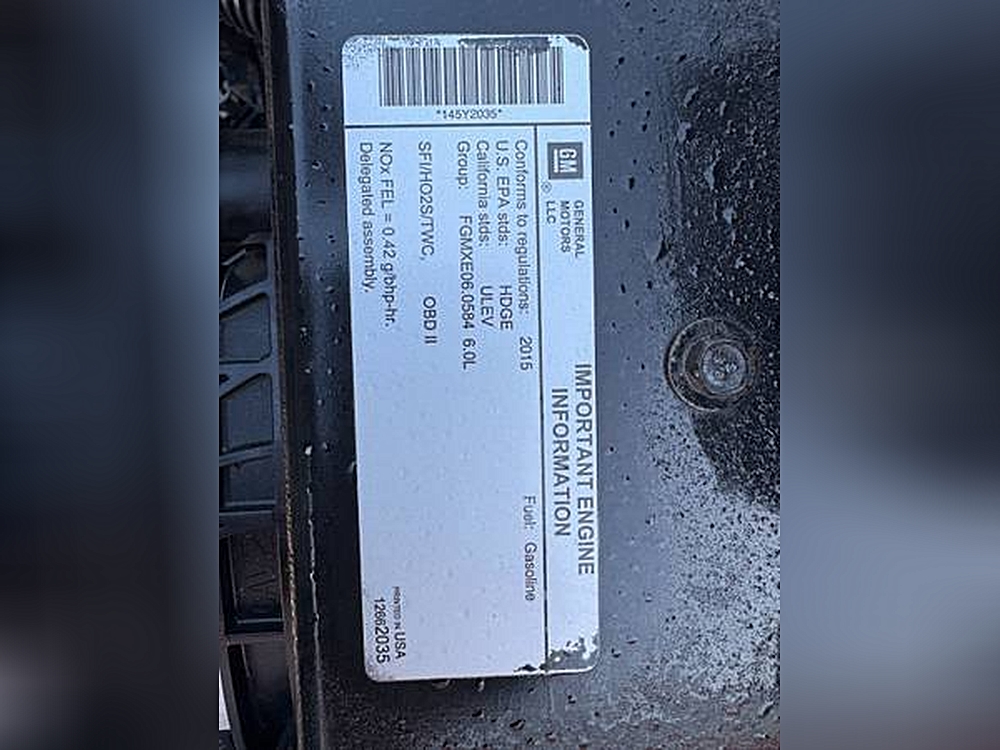 *145Y2035*
GM ® GENERAL
MOTORS
LLC
IMPORTANT ENGINE
INFORMATION
Conforms to regulations: 2015 Fuel: Gasoline
U.S. EPA stds: HDGE
California stds: ULEV
Group: FGMXE06.0584 6.0L
SFI/HO2S/TWC, OBD II
NOx FEL = 0.42 g/bhp-hr.
Delegated assembly.
PRINTED IN USA
12662035